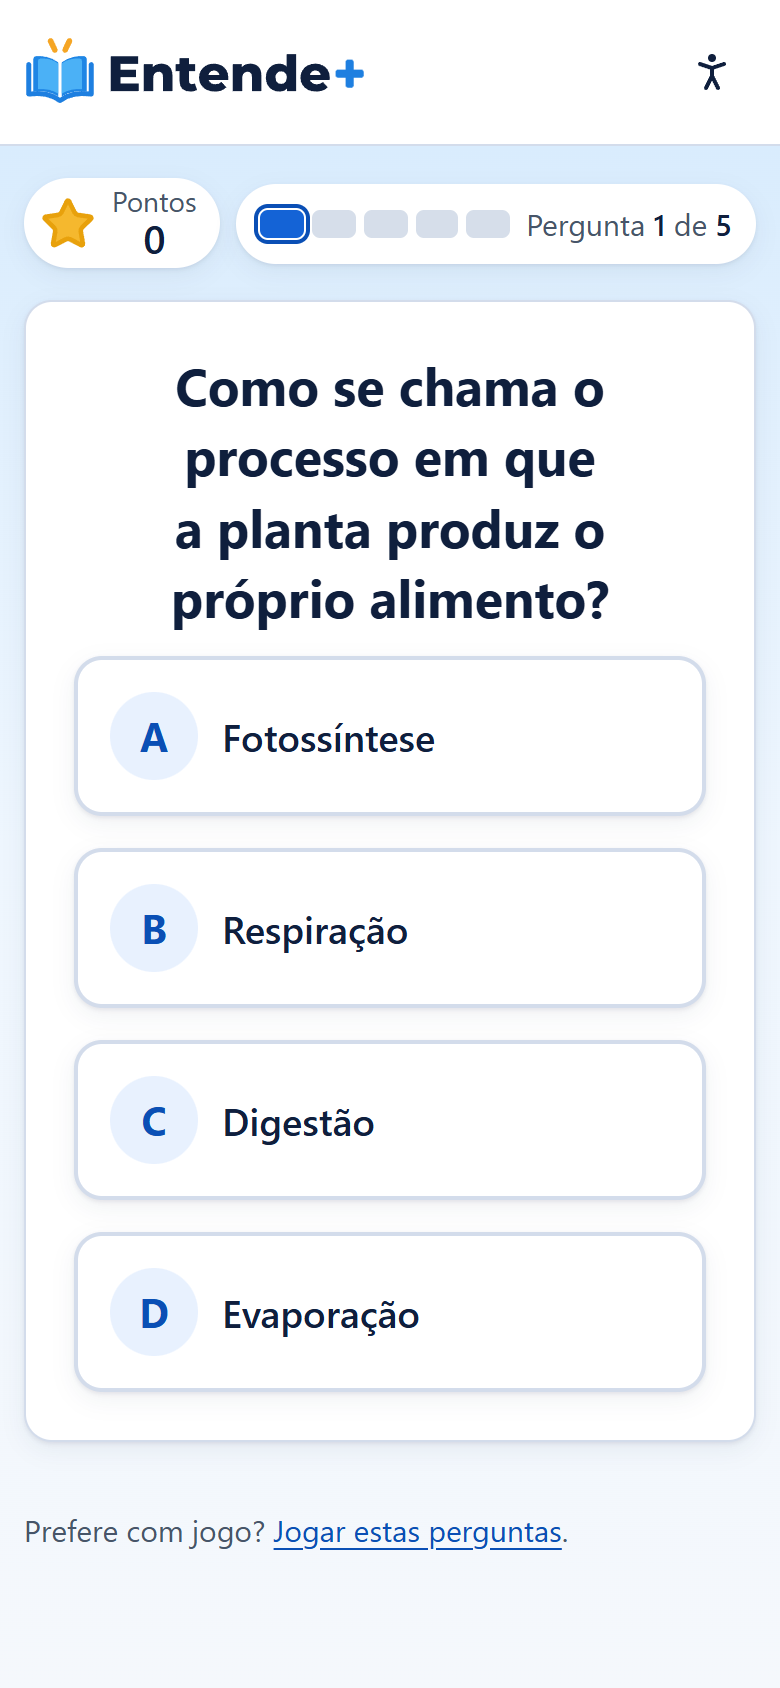 Entende+
Pontos
0
Pergunta 1 de 5
Como se chama o
processo em que
a planta produz o
próprio alimento?
A Fotossíntese
B Respiração
C Digestão
D Evaporação
Prefere com jogo? Jogar estas perguntas.